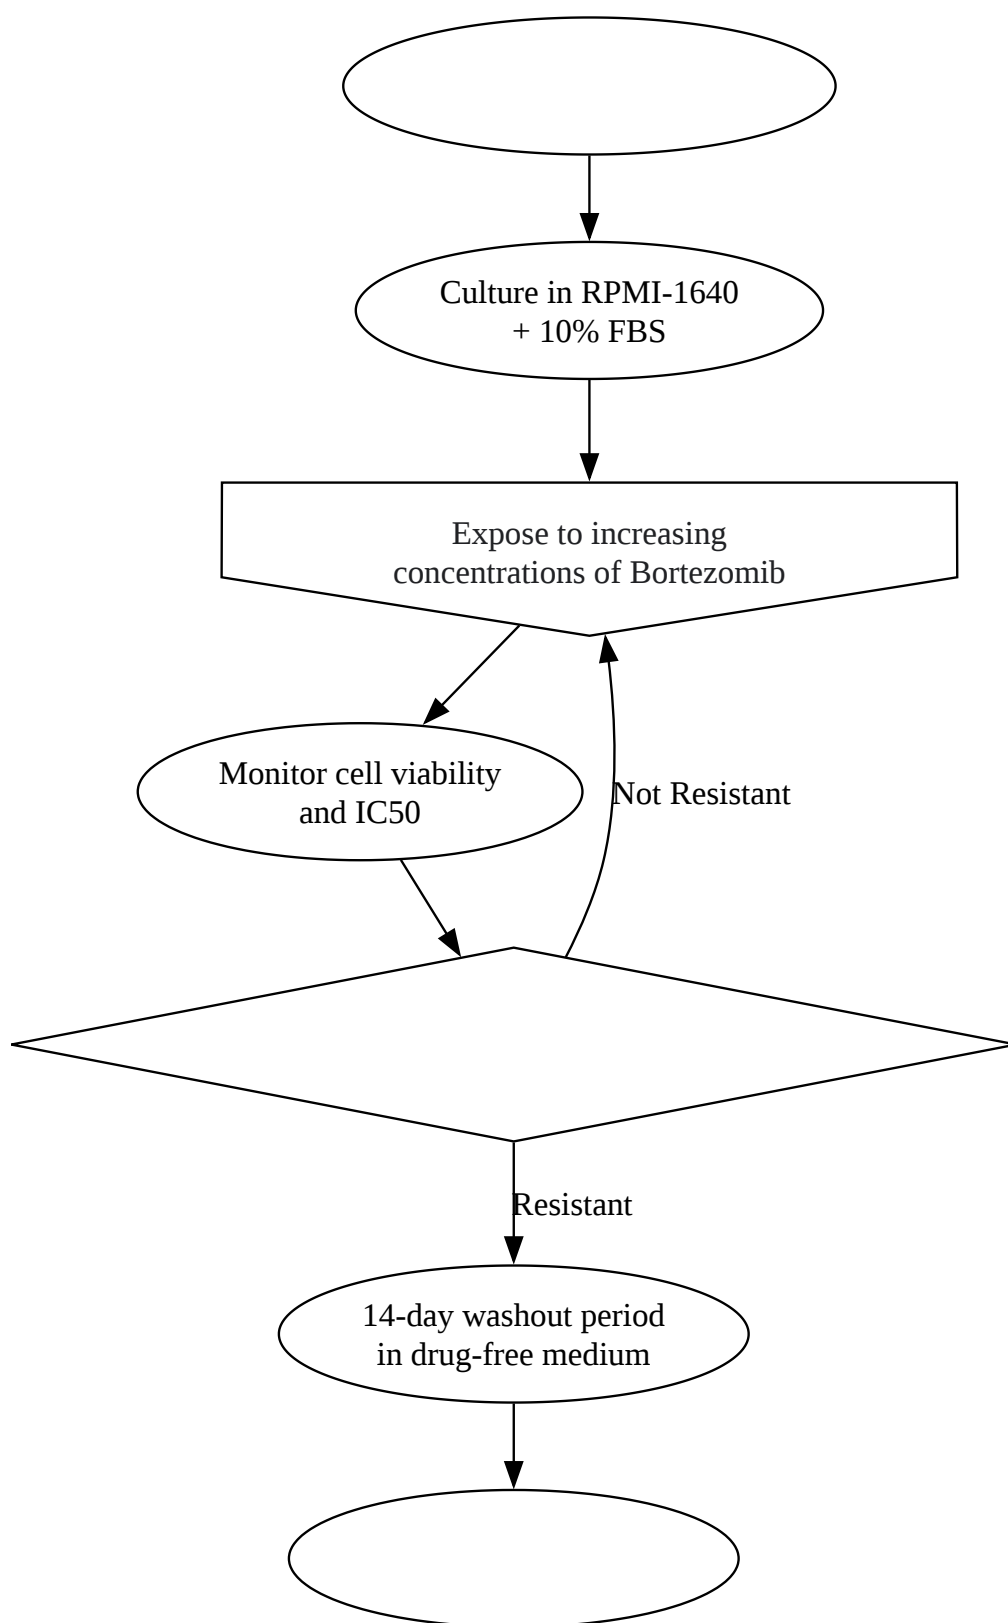 Culture in RPMI-1640
+ 10% FBS
Expose to increasing
concentrations of Bortezomib
Monitor cell viability
and IC50
Not Resistant
Resistant
14-day washout period
in drug-free medium